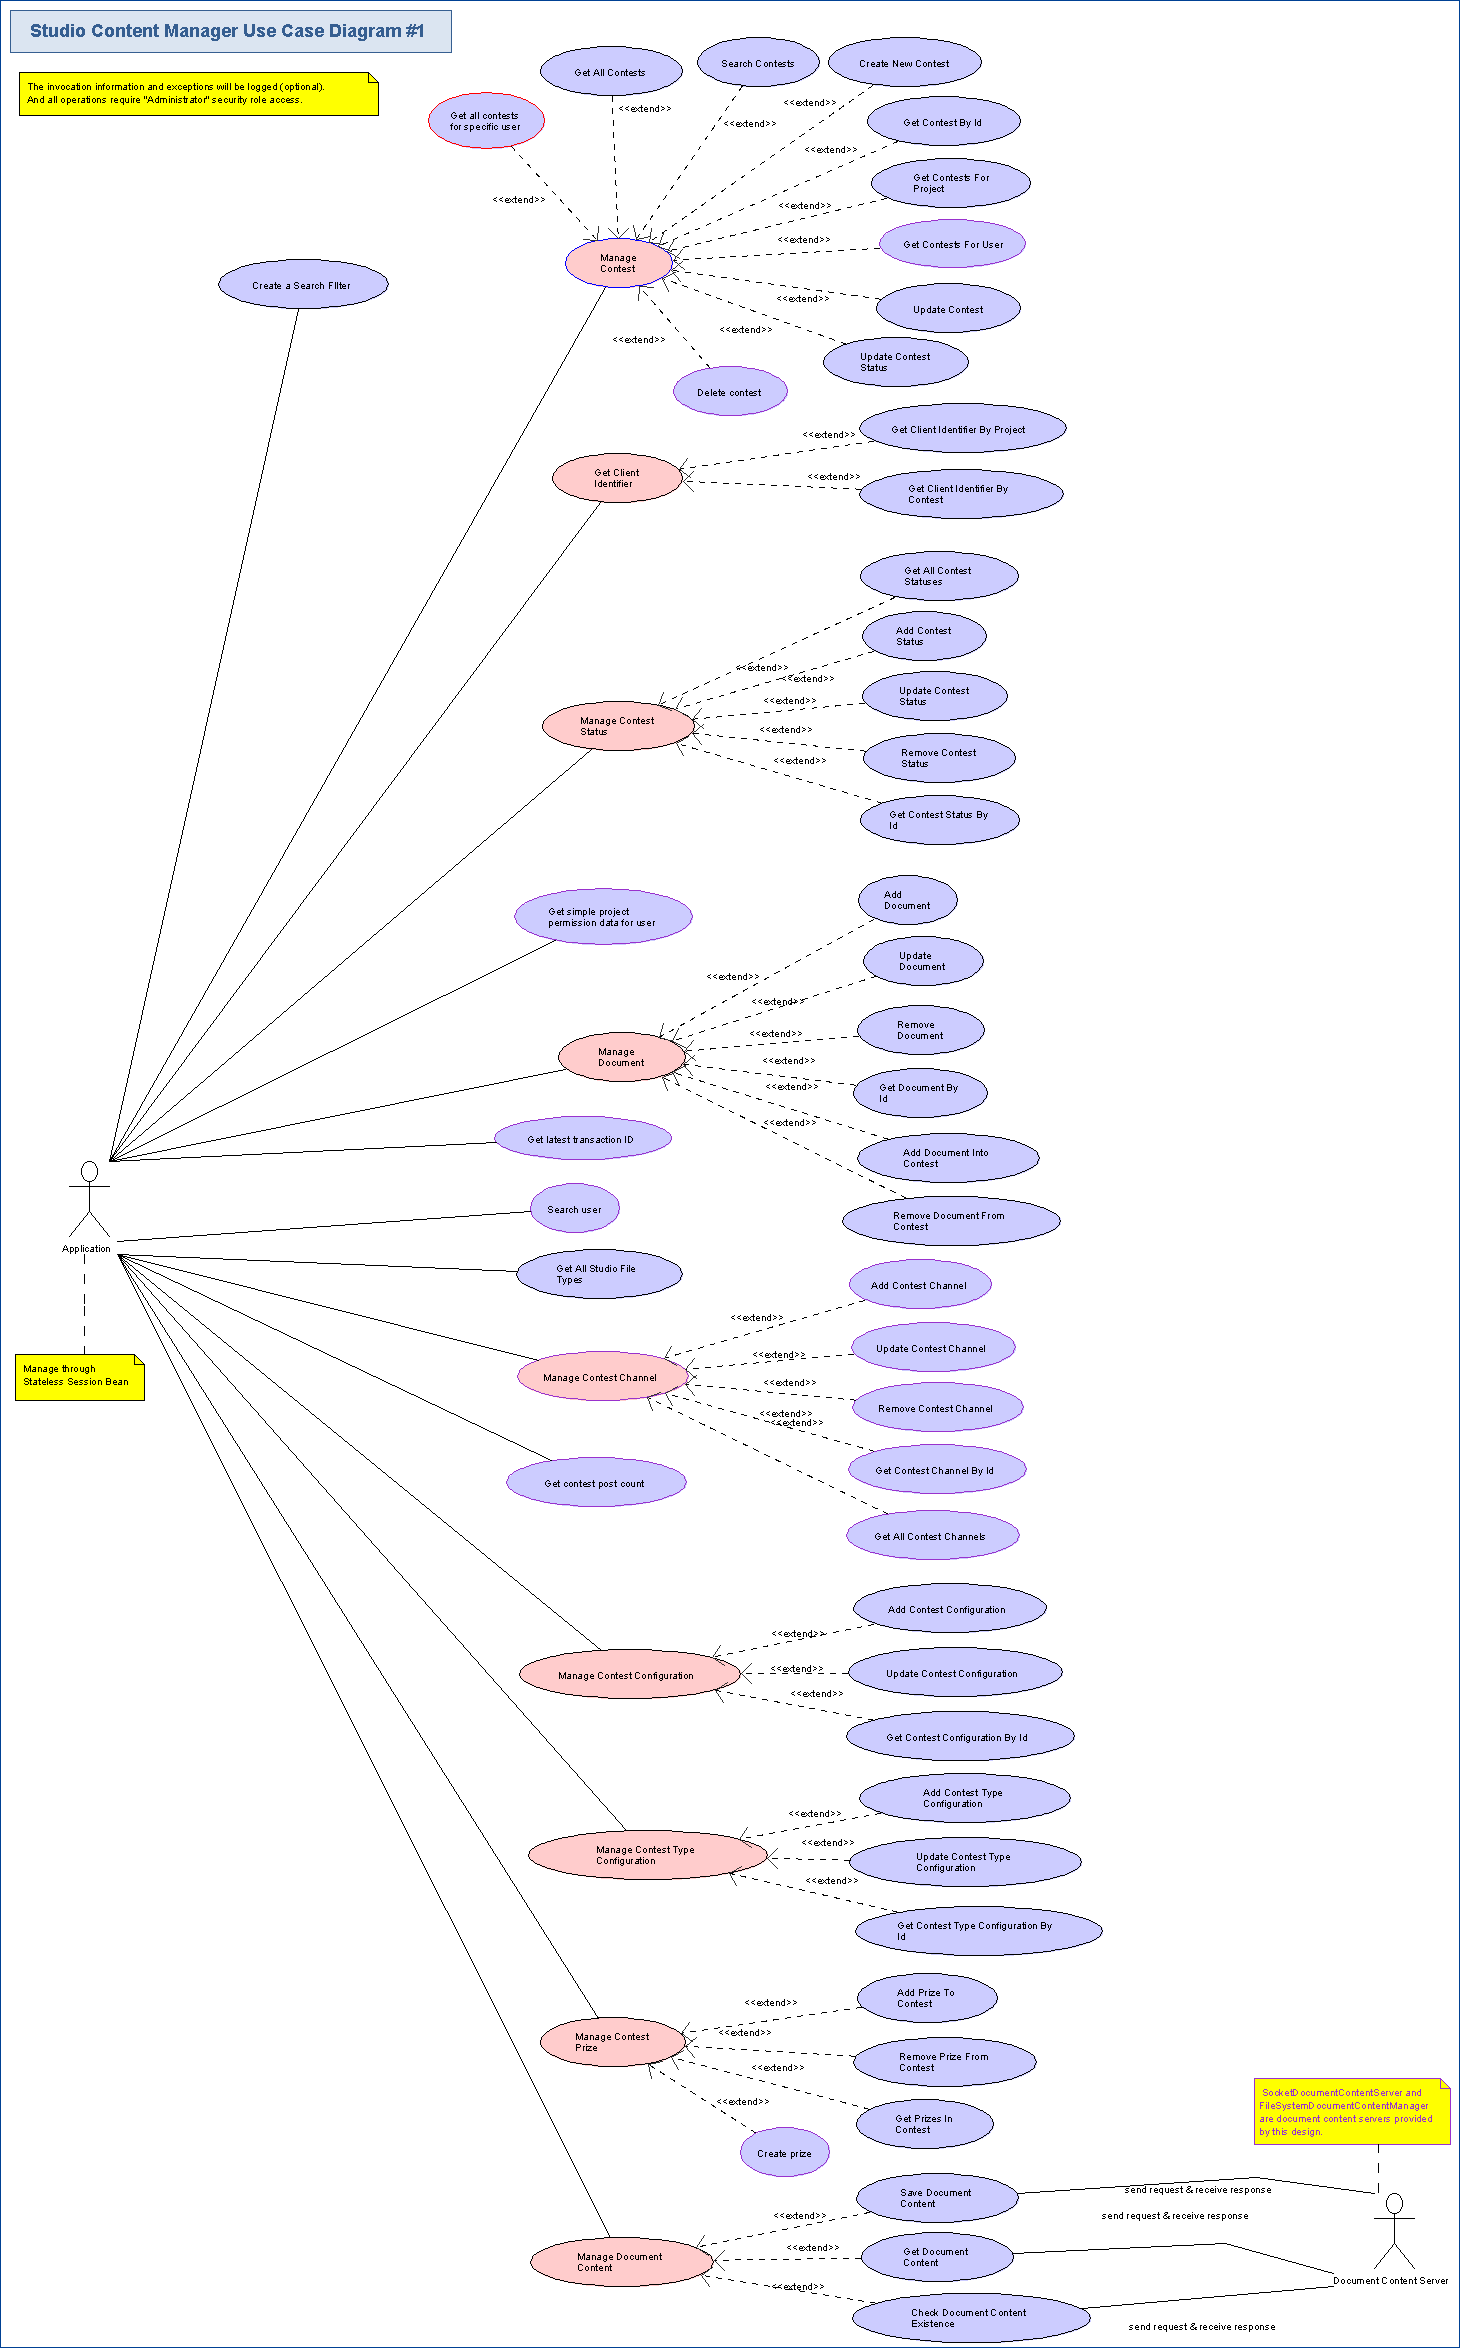 Studio Content Manager Use Case Diagram #1
The invocation information and exceptions will be logged (optional).
And all operations require "Administrator" security role access.
Get All Contests
Search Contests
Create New Contest
Get all contests
for specific user
<<extend>>
<<extend>>
<<extend>>
Get Contest By Id
<<extend>>
Get Contests For
Project
<<extend>>
<<extend>>
Get Contests For User
<<extend>>
Manage
Contest
Create a Search FIlter
Update Contest
<<extend>>
<<extend>>
<<extend>>
Update Contest
Status
Delete contest
Get Client Identifier By Project
<<extend>>
Get Client
Identifier
<<extend>>
Get Client Identifier By
Contest
Get All Contest
Statuses
Add Contest
Status
<<extend>>
<<extend>>
Update Contest
Status
<<extend>>
Manage Contest
Status
<<extend>>
Remove Contest
Status
<<extend>>
Get Contest Status By
Id
Get simple project
permission data for user
Add
Document
Update
Document
<<extend>>
<<extend>>
Remove
Document
<<extend>>
Manage
Document
<<extend>>
Get Document By
Id
<<extend>>
<<extend>>
Get latest transaction ID
Add Document Into
Contest
Search user
Remove Document From
Contest
Application
Get All Studio File
Types
Add Contest Channel
<<extend>>
Update Contest Channel
<<extend>>
Manage through
Stateless Session Bean
Manage Contest Channel
<<extend>>
Remove Contest Channel
<<extend>>
<<extend>>
Get Contest Channel By Id
Get contest post count
Get All Contest Channels
Add Contest Configuration
<<extend>>
Manage Contest Configuration
<<extend>>
Update Contest Configuration
<<extend>>
Get Contest Configuration By Id
Add Contest Type
Configuration
<<extend>>
Manage Contest Type
Configuration
<<extend>>
Update Contest Type
Configuration
<<extend>>
Get Contest Type Configuration By
Id
Add Prize To
Contest
<<extend>>
Manage Contest
Prize
<<extend>>
Remove Prize From
Contest
<<extend>>
<<extend>>
Get Prizes In
Contest
Create prize
SocketDocumentContentServer and
FileSystemDocumentContentManager
are document content servers provided
by this design.
Save Document
Content
send request & receive response
<<extend>>
send request & receive response
Manage Document
Content
<<extend>>
Get Document
Content
Document Content Server
<<extend>>
Check Document Content
Existence
send request & receive response